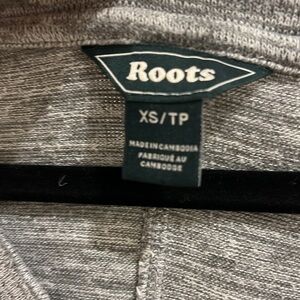 Roots
XS/TP
MADE IN CAMBODIA
FABRIQUÉ AU
CAMBODGE